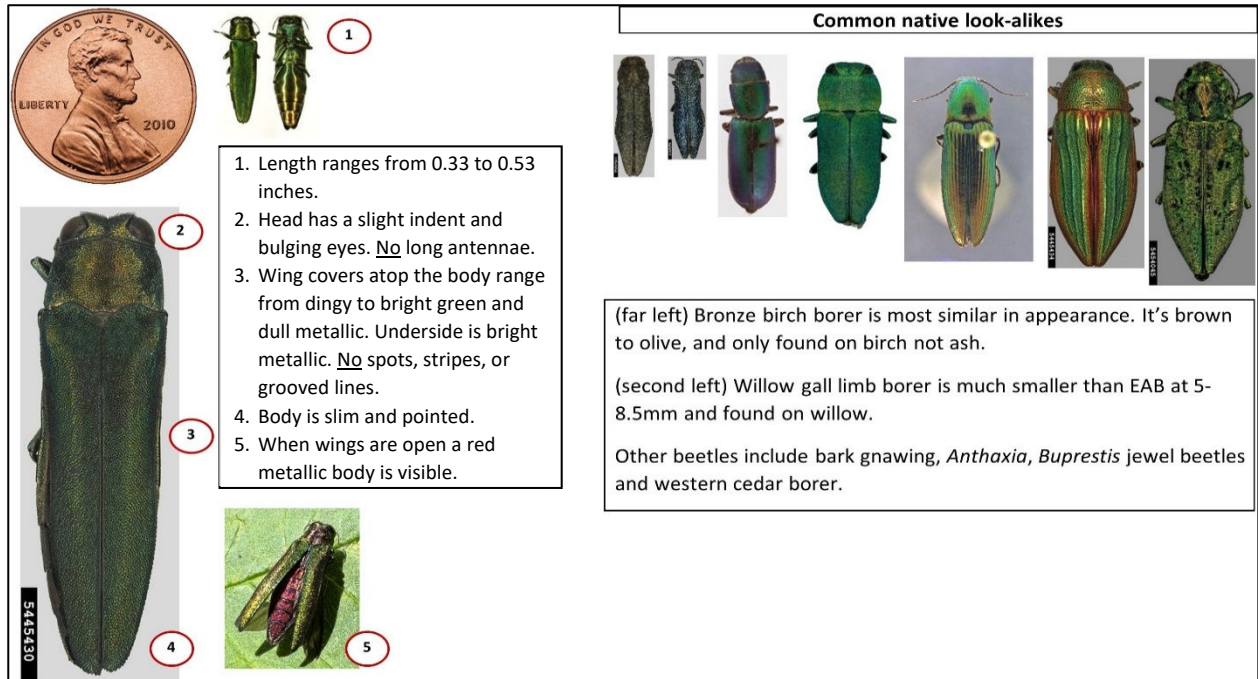 IN GOD WE TRUST
LIBERTY
2010
1
1. Length ranges from 0.33 to 0.53
inches.
2. Head has a slight indent and
bulging eyes. No long antennae.
3. Wing covers atop the body range
from dingy to bright green and
dull metallic. Underside is bright
metallic. No spots, stripes, or
grooved lines.
4. Body is slim and pointed.
5. When wings are open a red
metallic body is visible.
2
3
4
5445430
5
Common native look-alikes
5445434
5454045
(far left) Bronze birch borer is most similar in appearance. It’s brown
to olive, and only found on birch not ash.
(second left) Willow gall limb borer is much smaller than EAB at 5-
8.5mm and found on willow.
Other beetles include bark gnawing, Anthaxia, Buprestis jewel beetles
and western cedar borer.